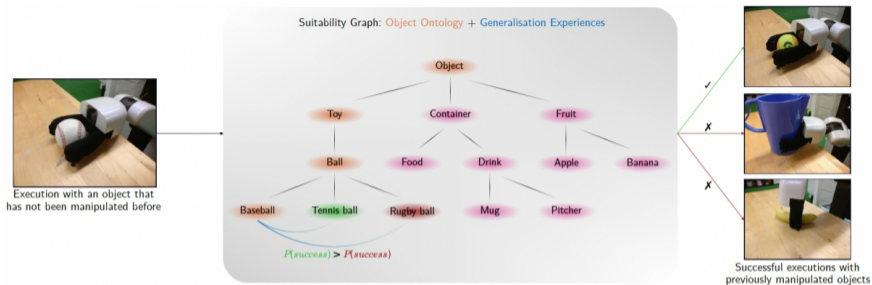 Suitability Graph: Object Ontology + Generalisation Experiences
Object
Toy
Container
Fruit
Ball
Food
Drink
Apple
Banana
Baseball
Tennis ball
Rugby ball
Mug
Pitcher
P(success) > P(success)
Execution with an object that
has not been manipulated before
✓
✗
✗
Successful executions with
previously manipulated objects